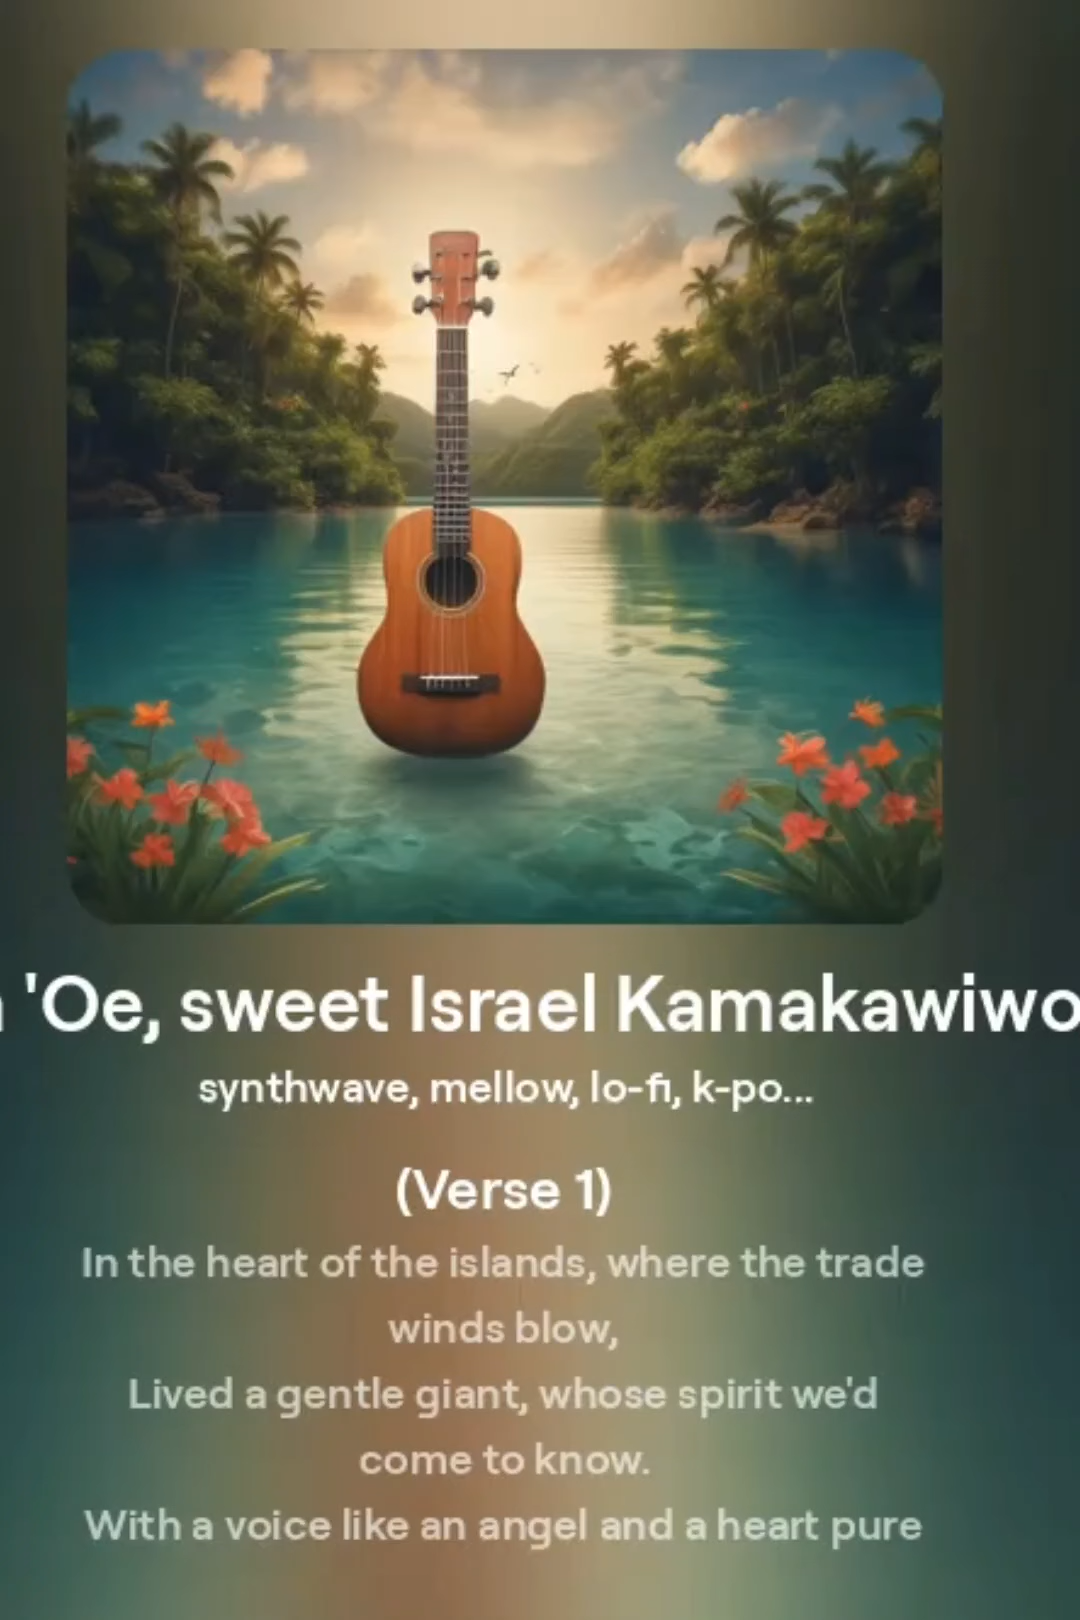 'Oe, sweet Israel Kamakawiwo
synthwave, mellow, lo-fi, k-po...
(Verse 1)
In the heart of the islands, where the trade
winds blow,
Lived a gentle giant, whose spirit we'd
come to know.
With a voice like an angel and a heart pure